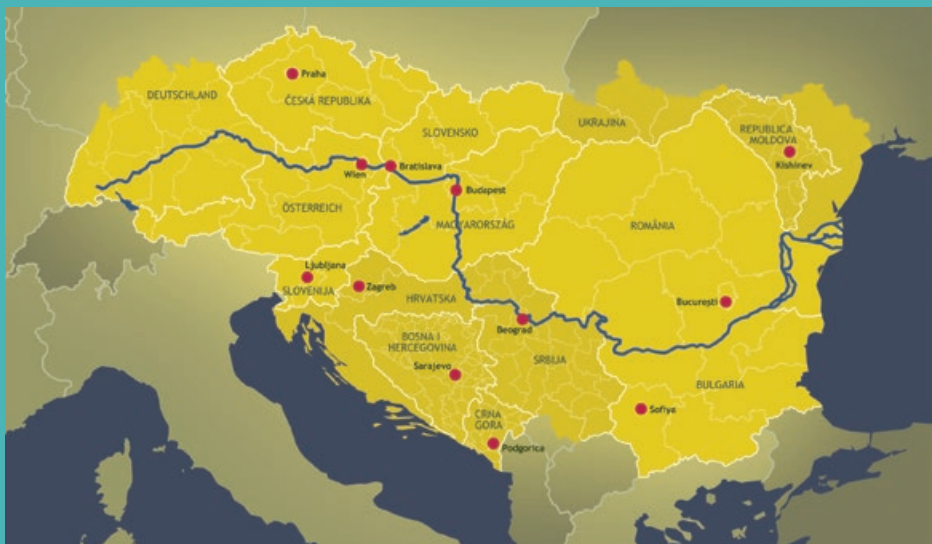 Praha
DEUTSCHLAND
ČESKÁ REPUBLIKA
SLOVENSKO
UKRAJINA
REPUBLICA
MOLDOVA
Kishinev
Wien
Bratislava
Budapest
ÖSTERREICH
MAGYARORSZÁG
ROMÂNIA
Ljubljana
SLOVENIJA
Zagreb
HRVATSKA
Bucureşti
Beograd
BOSNA I
HERCEGOVINA
Sarajevo
SRBIJA
BULGARIA
CRNA
GORA
Sofiya
Podgorica